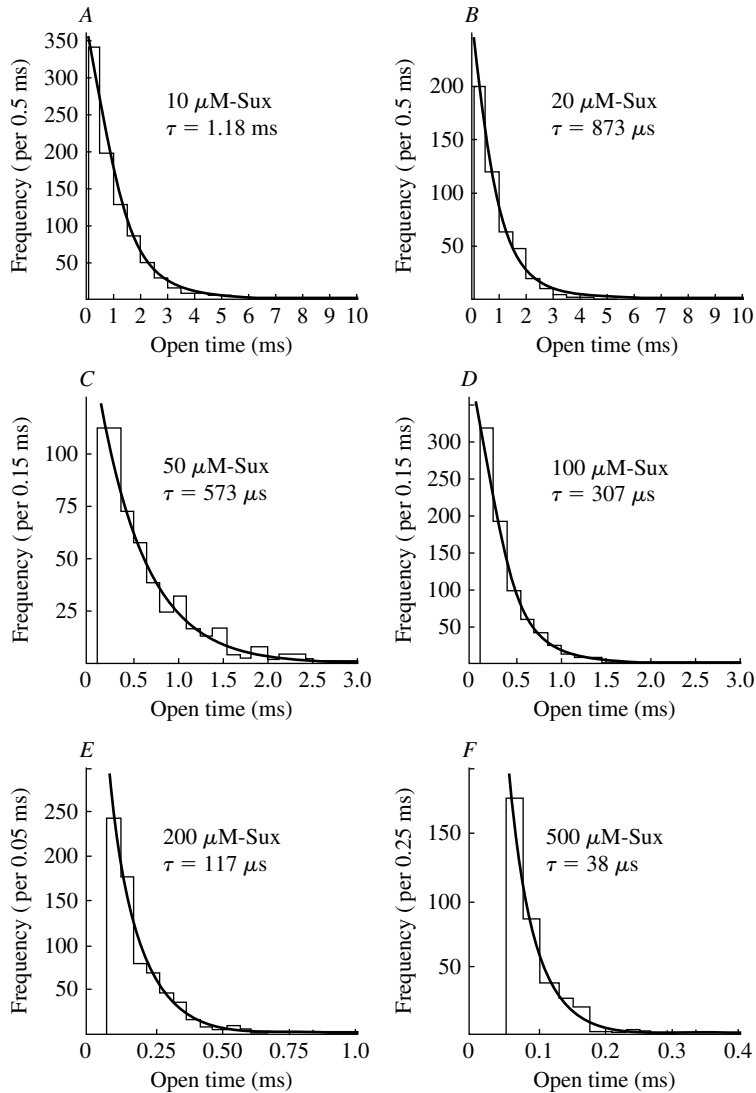 A
Frequency (per 0.5 ms)
350
300
250
200
150
100
50
10 μM-Sux
τ = 1.18 ms
0 1 2 3 4 5 6 7 8 9 10
Open time (ms)
B
Frequency (per 0.5 ms)
200
150
100
50
20 μM-Sux
τ = 873 μs
0 1 2 3 4 5 6 7 8 9 10
Open time (ms)
C
Frequency (per 0.15 ms)
100
75
50
25
50 μM-Sux
τ = 573 μs
0 0.5 1.0 1.5 2.0 2.5 3.0
Open time (ms)
D
Frequency (per 0.15 ms)
300
250
200
150
100
50
100 μM-Sux
τ = 307 μs
0 0.5 1.0 1.5 2.0 2.5 3.0
Open time (ms)
E
Frequency (per 0.05 ms)
250
200
150
100
50
200 μM-Sux
τ = 117 μs
0 0.25 0.50 0.75 1.0
Open time (ms)
F
Frequency (per 0.25 ms)
150
100
50
500 μM-Sux
τ = 38 μs
0 0.1 0.2 0.3 0.4
Open time (ms)